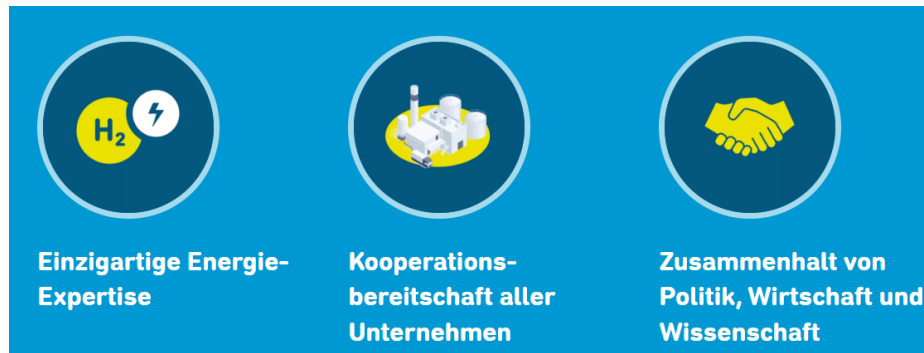 H₂
Einzigartige Energie-
Expertise
Kooperations-
bereitschaft aller
Unternehmen
Zusammenhalt von
Politik, Wirtschaft und
Wissenschaft